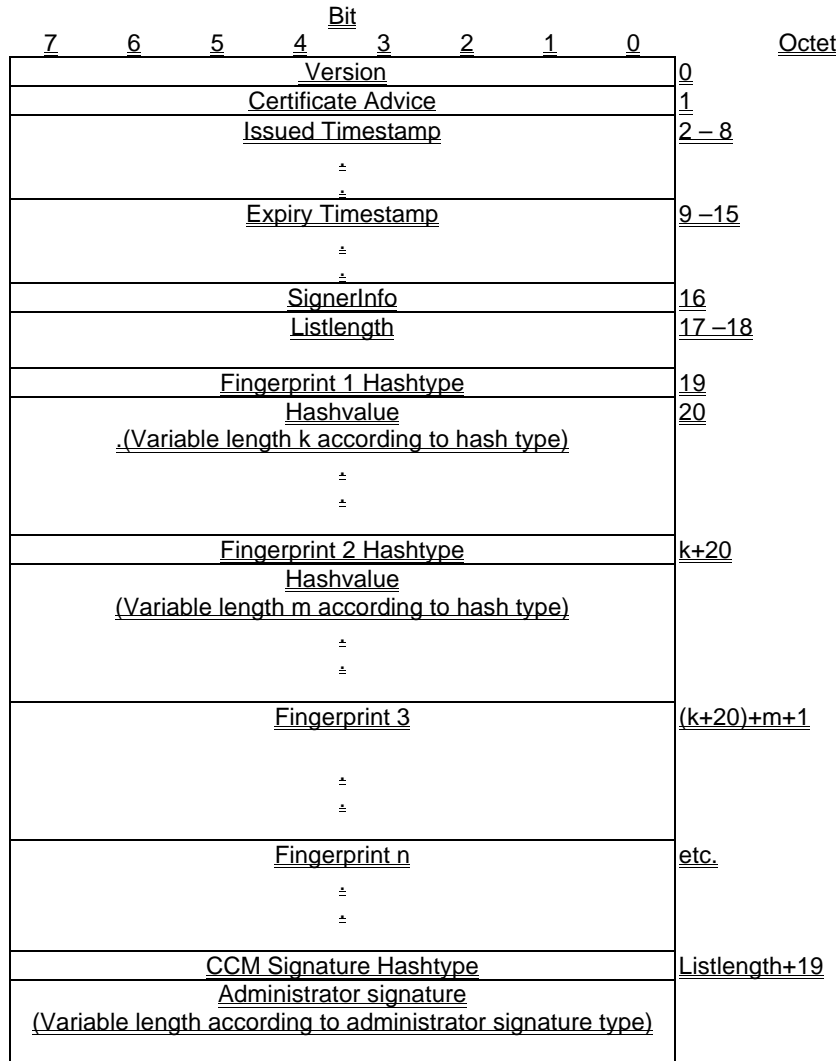 Bit
7 6 5 4 3 2 1 0 Octet
Version 0
Certificate Advice 1
Issued Timestamp 2 – 8
.
.
Expiry Timestamp 9 –15
.
.
SignerInfo 16
Listlength 17 –18
Fingerprint 1 Hashtype 19
Hashvalue 20
.(Variable length k according to hash type)
.
.
Fingerprint 2 Hashtype k+20
Hashvalue
(Variable length m according to hash type)
.
.
Fingerprint 3 (k+20)+m+1
.
.
Fingerprint n etc.
.
.
CCM Signature Hashtype Listlength+19
Administrator signature
(Variable length according to administrator signature type)